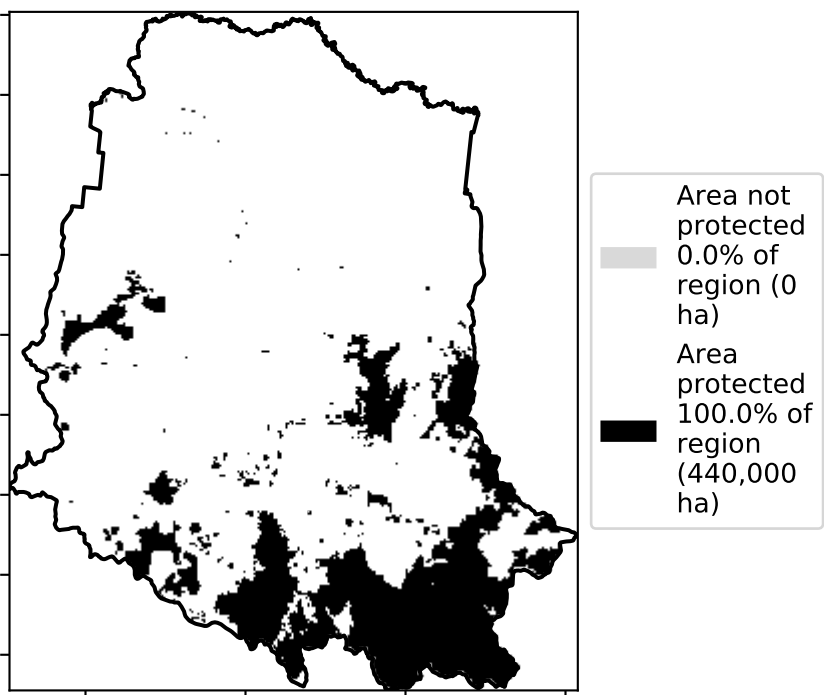 Area not
protected
0.0% of
region (0
ha)
Area
protected
100.0% of
region
(440,000
ha)